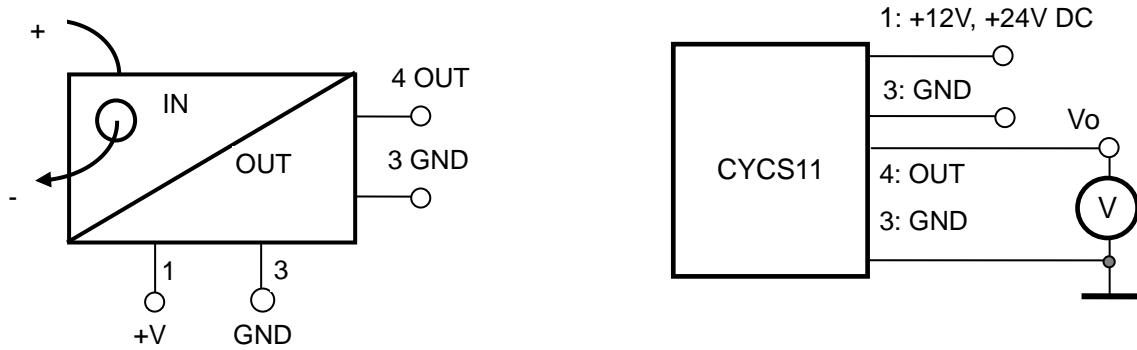 +
IN
OUT
-
4 OUT
3 GND
1
3
+V
GND
1: +12V, +24V DC
3: GND
Vo
CYCS11
4: OUT
V
3: GND